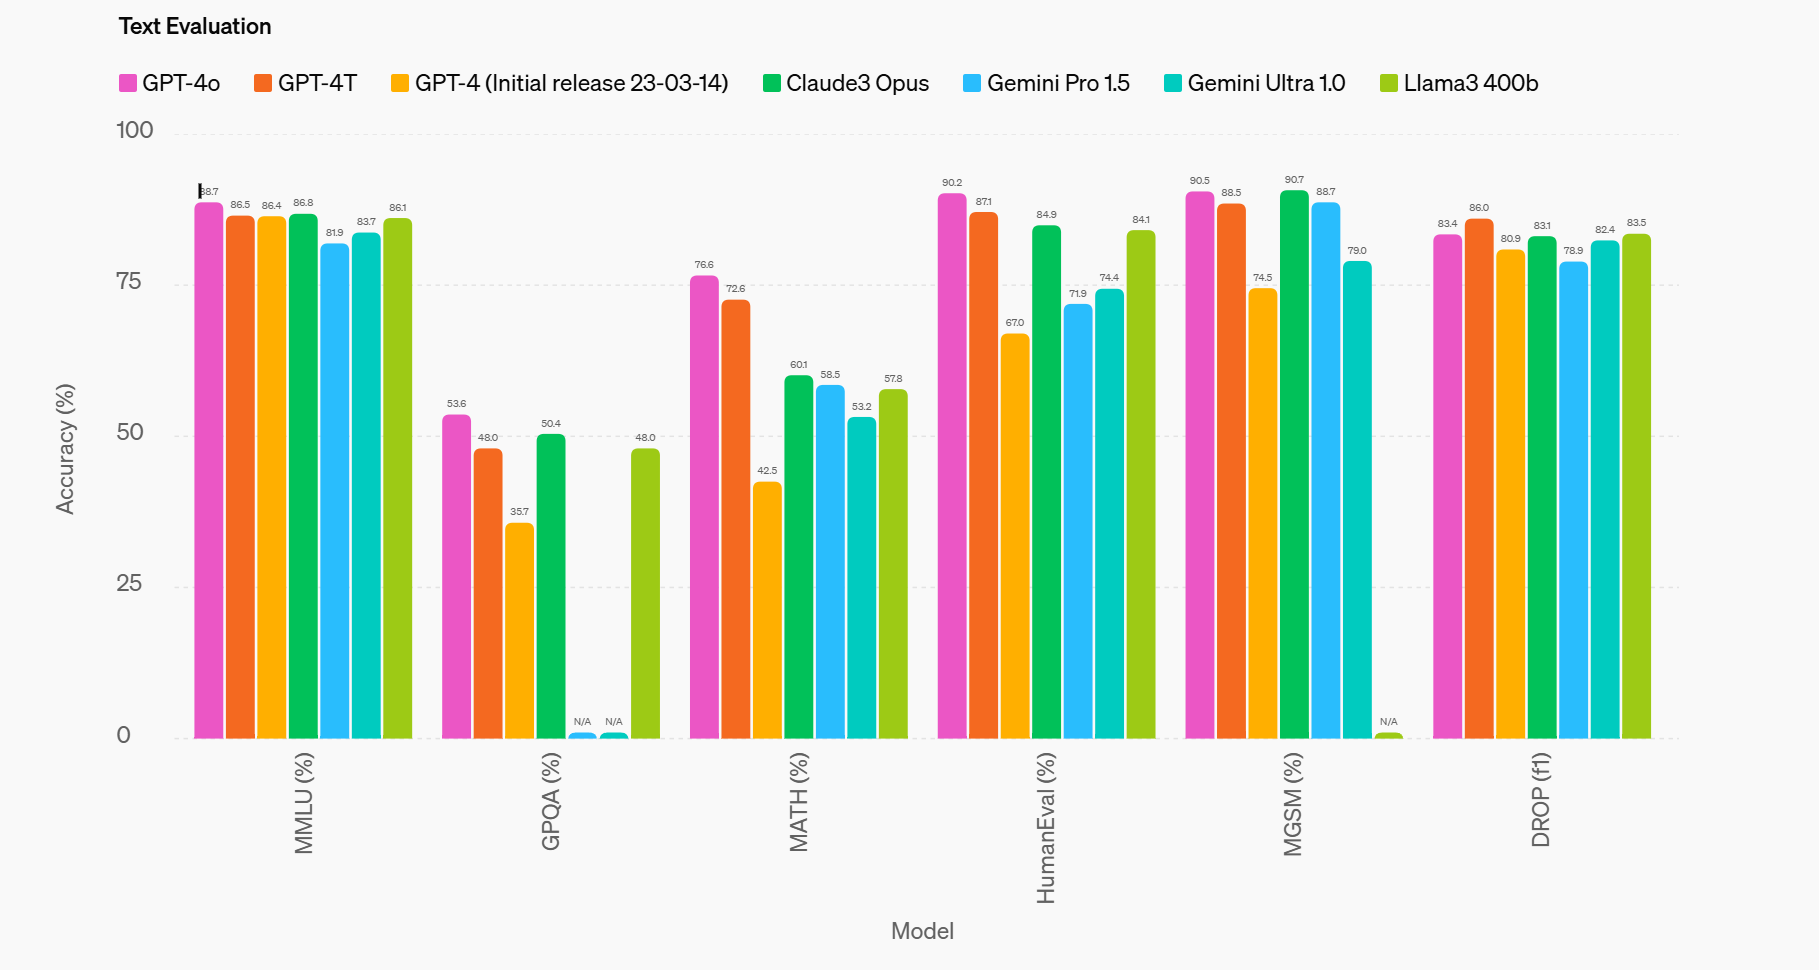 Text Evaluation
GPT-4o GPT-4T GPT-4 (Initial release 23-03-14) Claude3 Opus Gemini Pro 1.5 Gemini Ultra 1.0 Llama3 400b
Accuracy (%)
100
75
50
25
0
88.7 86.5 86.4 86.8 81.9 83.7 86.1
53.6 48.0 35.7 50.4 N/A N/A 48.0
76.6 72.6 42.5 60.1 58.5 53.2 57.8
90.2 87.1 67.0 84.9 71.9 74.4 84.1
90.5 88.5 74.5 90.7 88.7 79.0 N/A
83.4 86.0 80.9 83.1 78.9 82.4 83.5
MMLU (%)
GPQA (%)
MATH (%)
HumanEval (%)
MGSM (%)
DROP (f1)
Model